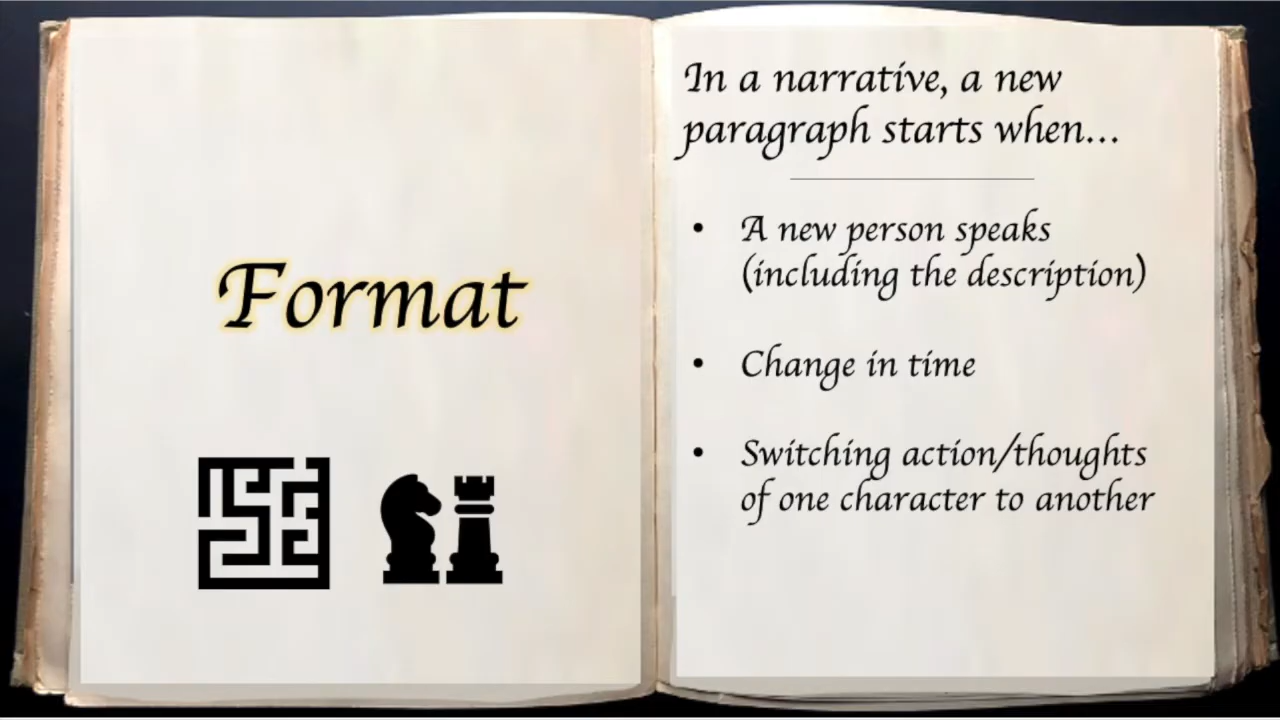 Format
In a narrative, a new
paragraph starts when...
• A new person speaks
(including the description)
• Change in time
• Switching action/thoughts
of one character to another